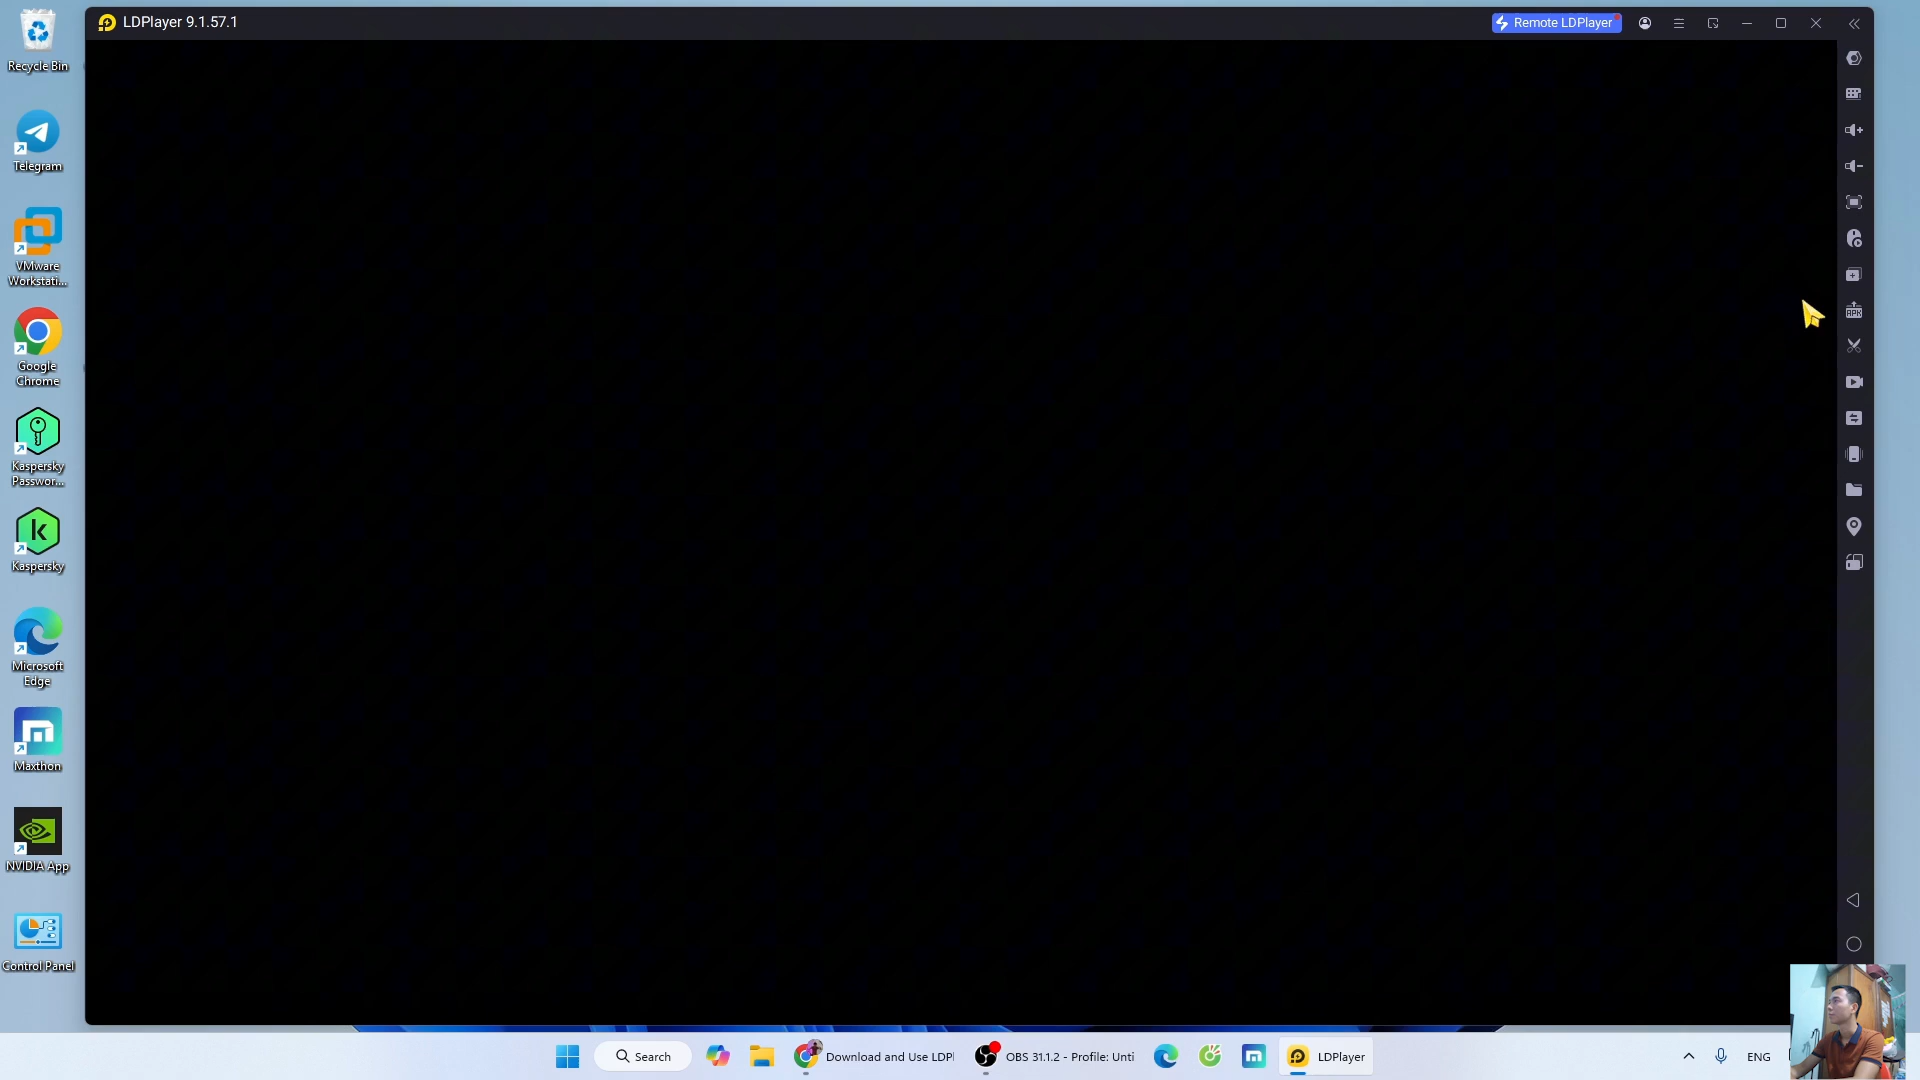 LDPlayer 9.1.57.1
Remote LDPlayer
Recycle Bin
Telegram
VMware
Workstati...
Google
Chrome
Kaspersky
Passwor...
Kaspersky
Microsoft
Edge
Maxthon
NVIDIA App
Control Panel
APK
Search
Download and Use LDPl
OBS 31.1.2 - Profile: Unti
LDPlayer
ENG